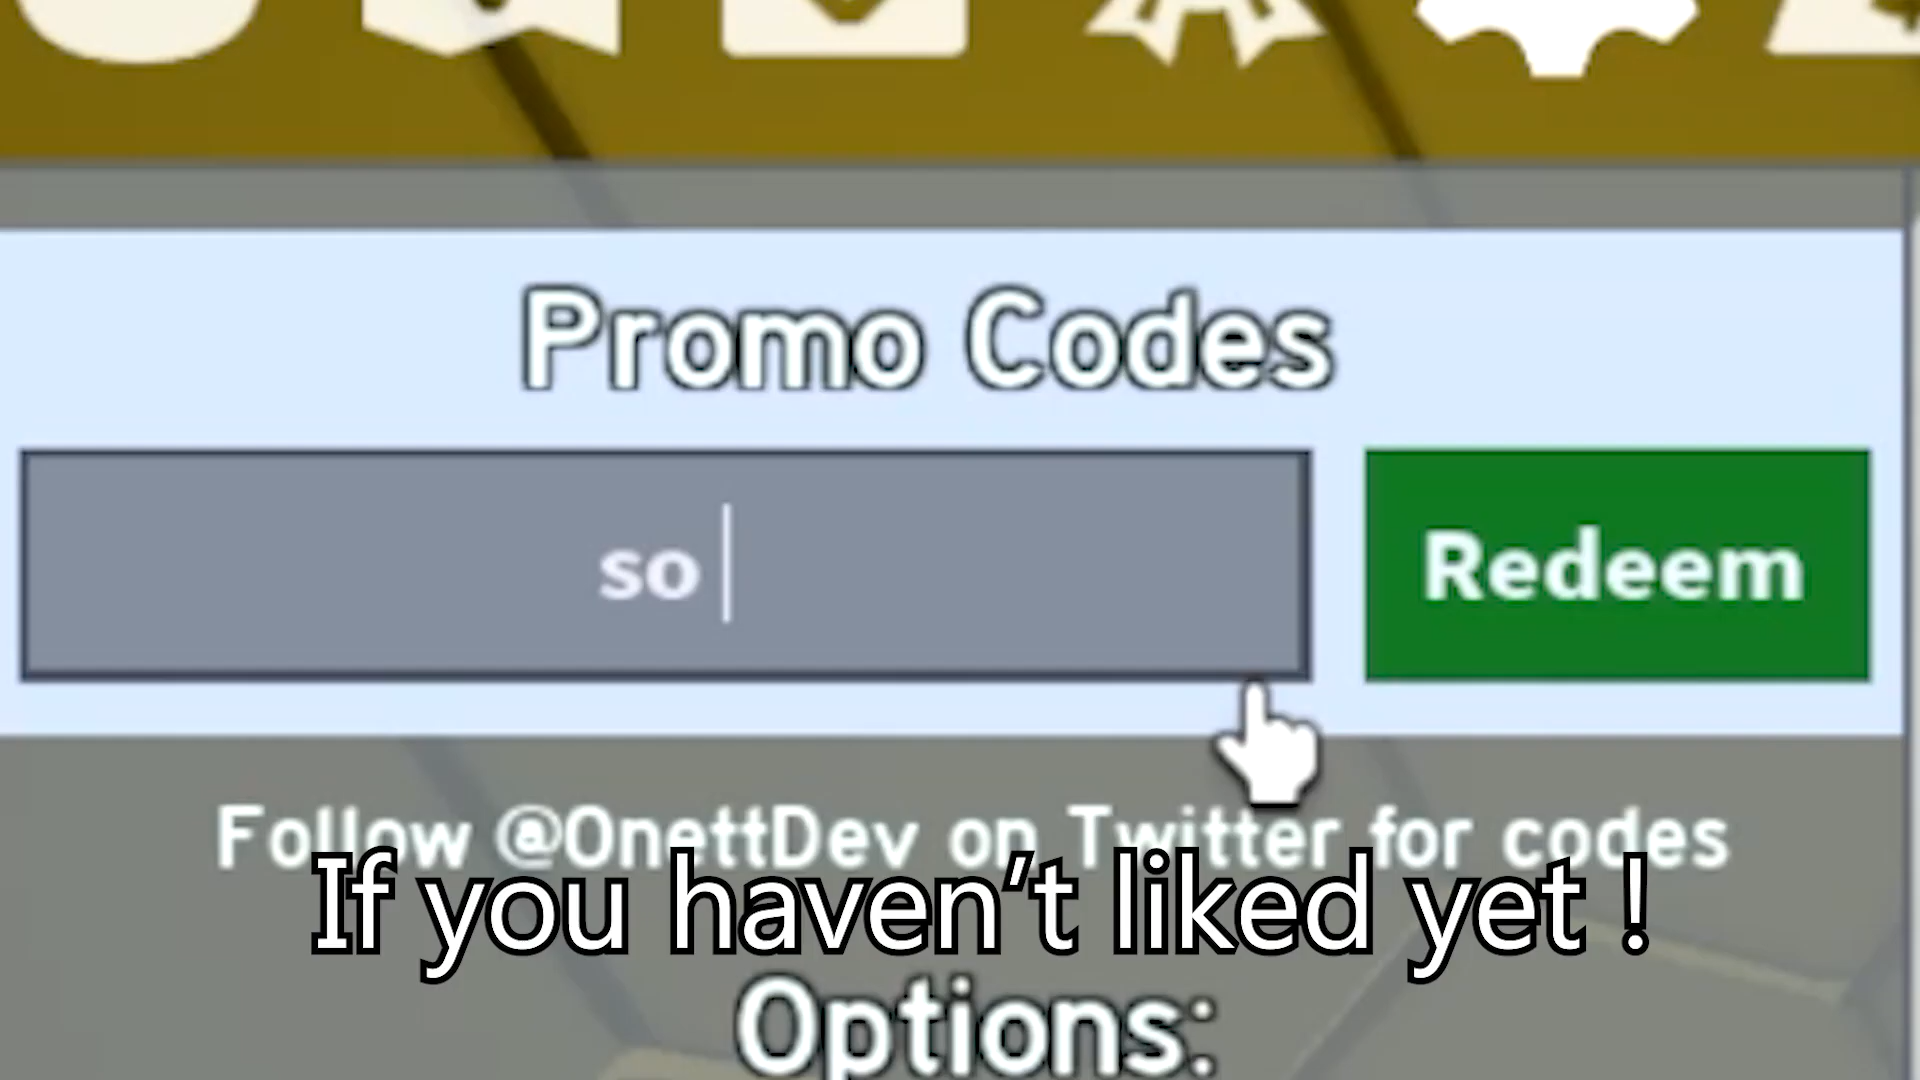 Promo Codes
so
Redeem
Follow @OnettDev on Twitter for codes
If you haven’t liked yet !
Options: